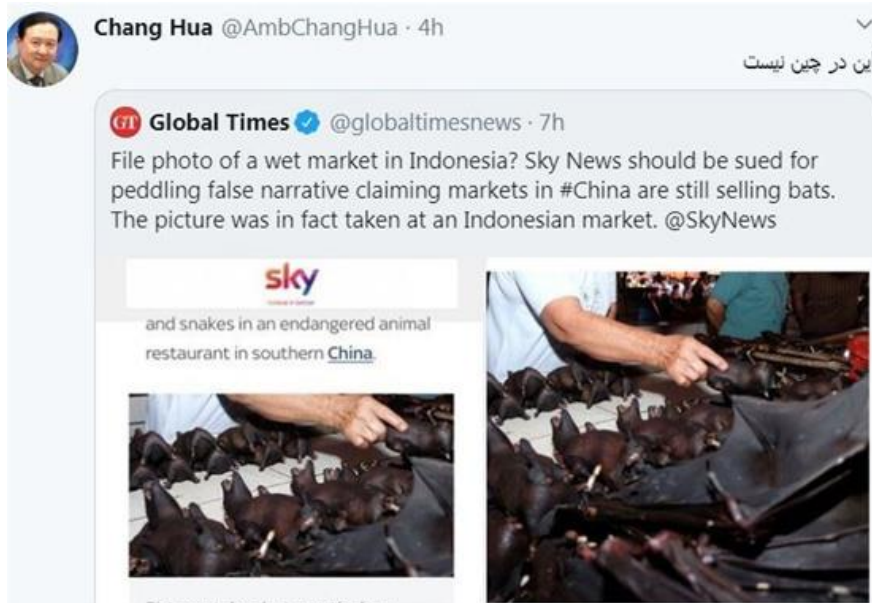 Chang Hua @AmbChangHua · 4h
این در چین نیست
GT Global Times @globaltimesnews · 7h
File photo of a wet market in Indonesia? Sky News should be sued for
peddling false narrative claiming markets in #China are still selling bats.
The picture was in fact taken at an Indonesian market. @SkyNews
sky
and snakes in an endangered animal
restaurant in southern China.